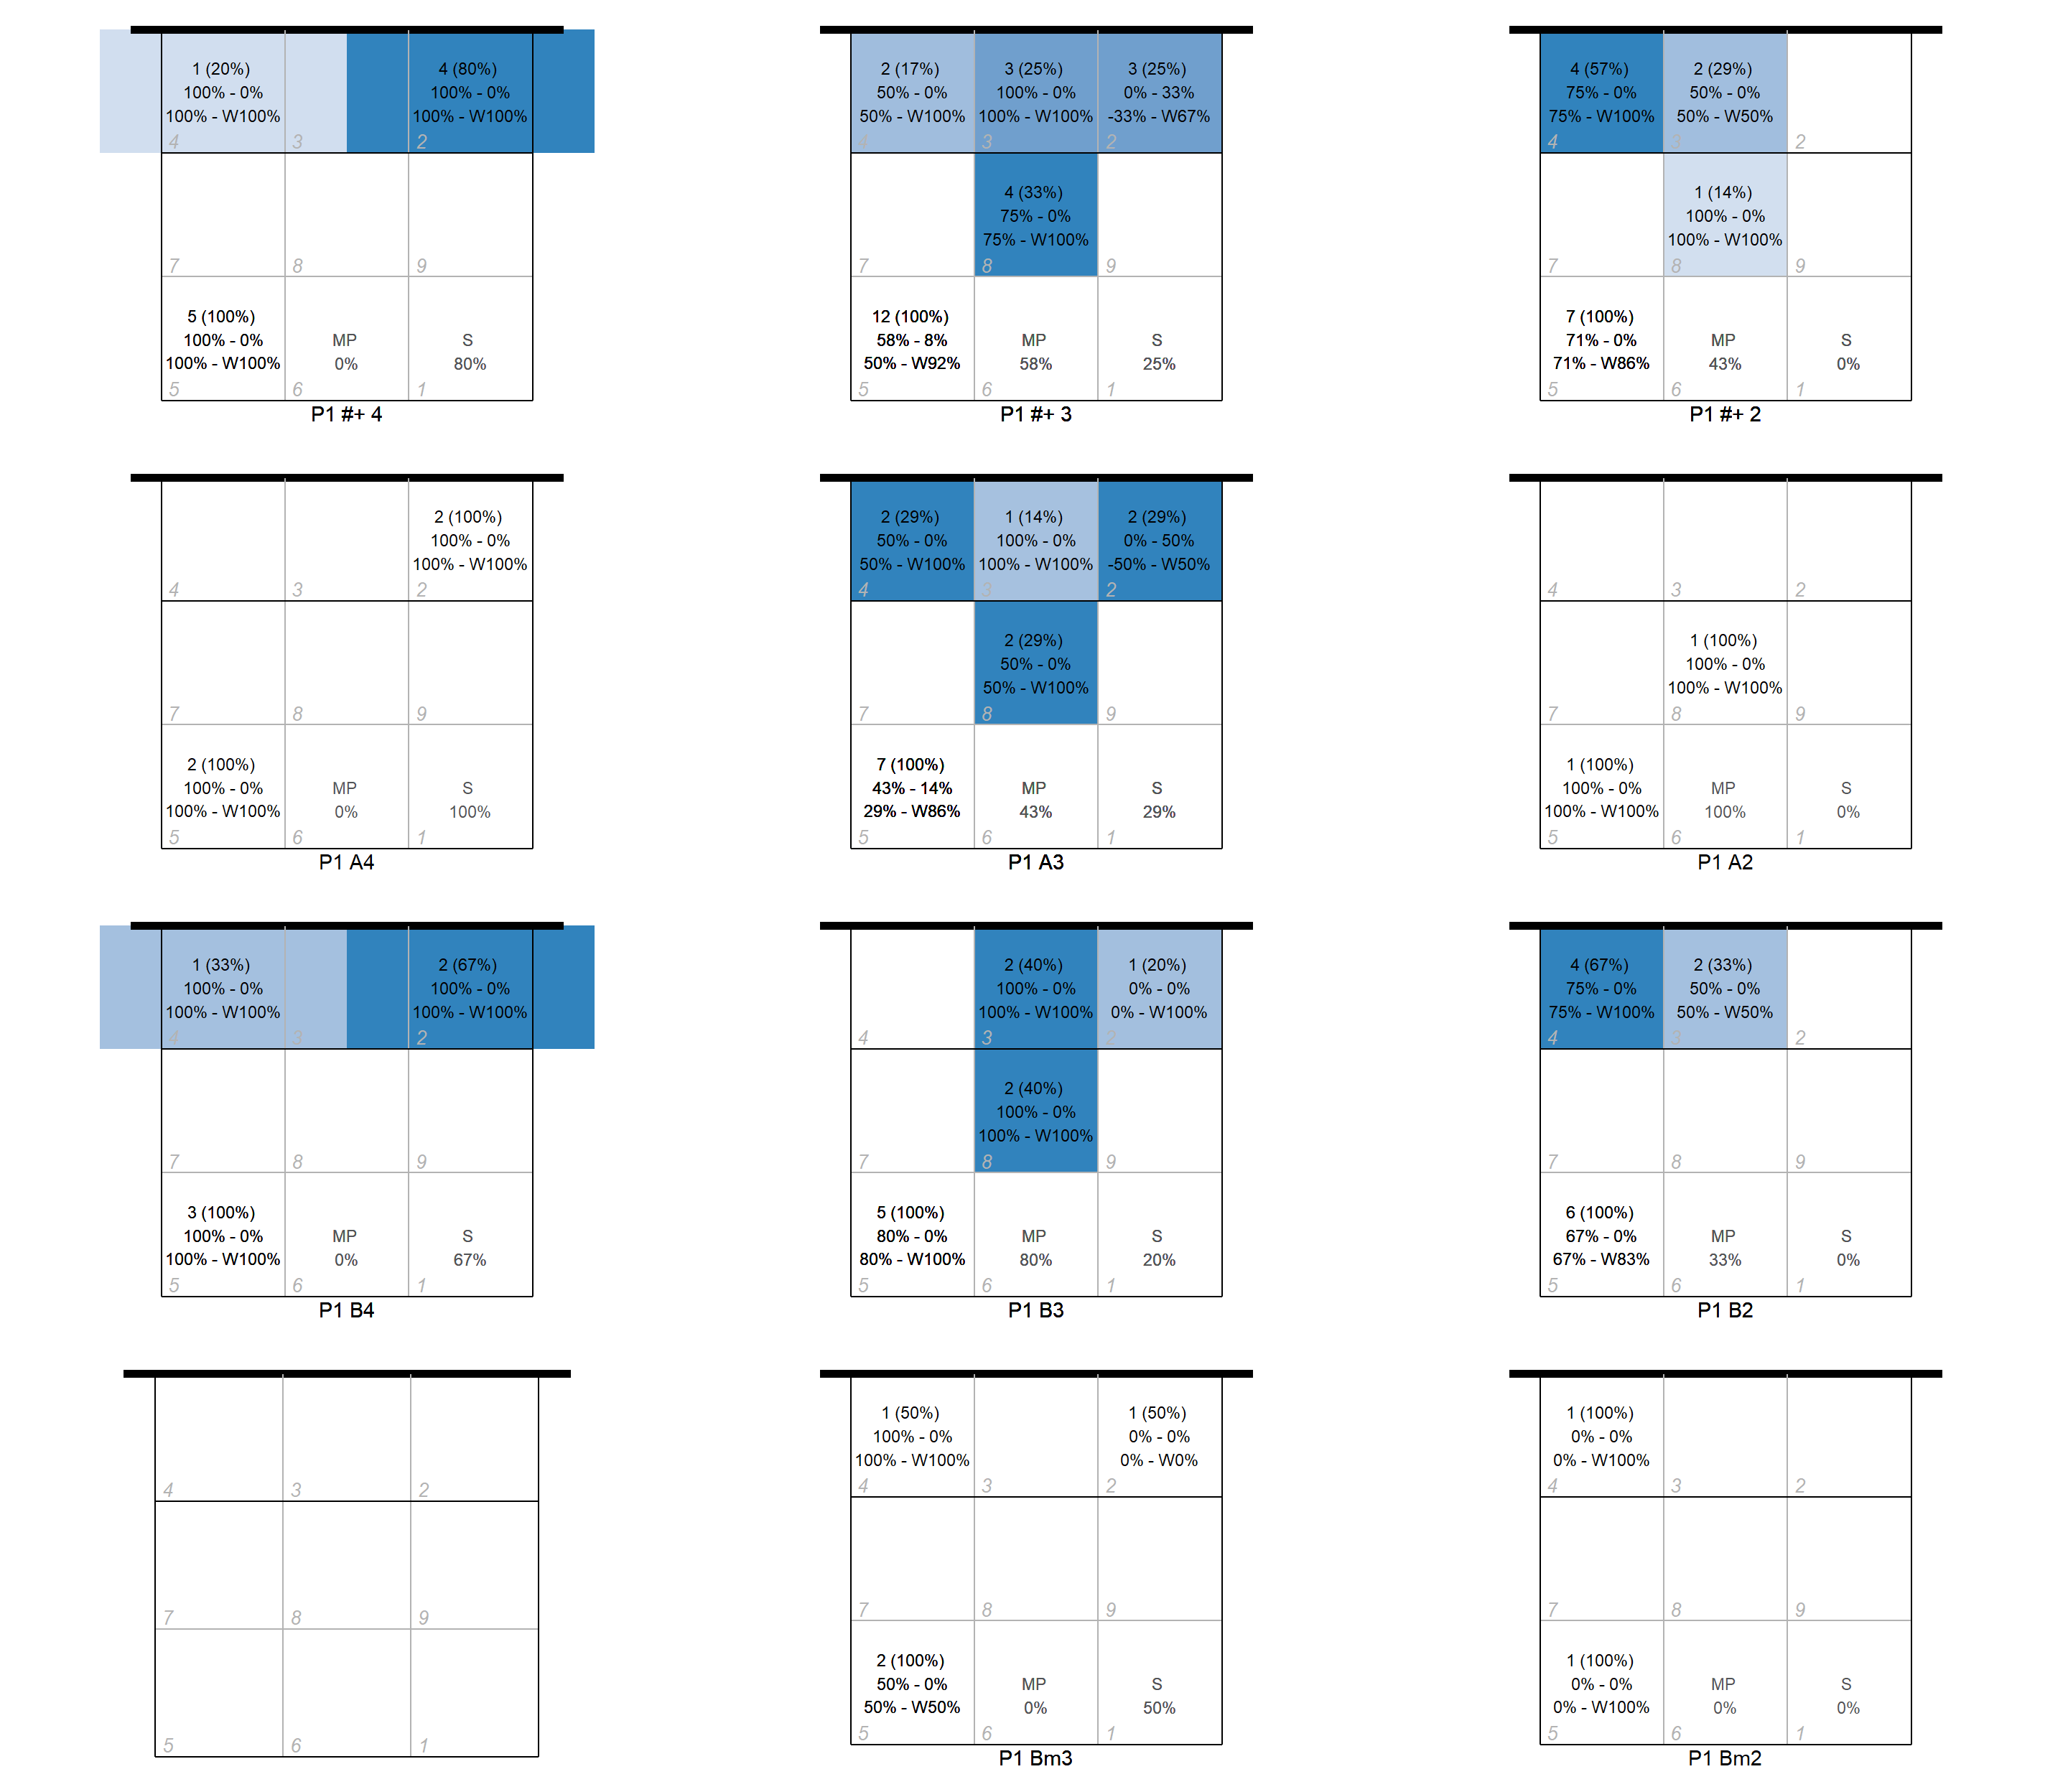 1 (20%)
100% - 0%
100% - W100%
4
3
4 (80%)
100% - 0%
100% - W100%
2
7
8
9
5 (100%)
100% - 0%
100% - W100%
5
MP
0%
6
S
80%
1
P1 #+ 4
2 (17%)
50% - 0%
50% - W100%
4
3 (25%)
100% - 0%
100% - W100%
3
3 (25%)
0% - 33%
-33% - W67%
2
7
4 (33%)
75% - 0%
75% - W100%
8
9
12 (100%)
58% - 8%
50% - W92%
5
MP
58%
6
S
25%
1
P1 #+ 3
4 (57%)
75% - 0%
75% - W100%
4
2 (29%)
50% - 0%
50% - W50%
3
2
7
1 (14%)
100% - 0%
100% - W100%
8
9
7 (100%)
71% - 0%
71% - W86%
5
MP
43%
6
S
0%
1
P1 #+ 2
4
3
2 (100%)
100% - 0%
100% - W100%
2
7
8
9
2 (100%)
100% - 0%
100% - W100%
5
MP
0%
6
S
100%
1
P1 A4
2 (29%)
50% - 0%
50% - W100%
4
1 (14%)
100% - 0%
100% - W100%
3
2 (29%)
0% - 50%
-50% - W50%
2
7
2 (29%)
50% - 0%
50% - W100%
8
9
7 (100%)
43% - 14%
29% - W86%
5
MP
43%
6
S
29%
1
P1 A3
4
3
2
7
1 (100%)
100% - 0%
100% - W100%
8
9
1 (100%)
100% - 0%
100% - W100%
5
MP
100%
6
S
0%
1
P1 A2
1 (33%)
100% - 0%
100% - W100%
4
3
2 (67%)
100% - 0%
100% - W100%
2
7
8
9
3 (100%)
100% - 0%
100% - W100%
5
MP
0%
6
S
67%
1
P1 B4
4
2 (40%)
100% - 0%
100% - W100%
3
1 (20%)
0% - 0%
0% - W100%
2
7
2 (40%)
100% - 0%
100% - W100%
8
9
5 (100%)
80% - 0%
80% - W100%
5
MP
80%
6
S
20%
1
P1 B3
4 (67%)
75% - 0%
75% - W100%
4
2 (33%)
50% - 0%
50% - W50%
3
2
7
8
9
6 (100%)
67% - 0%
67% - W83%
5
MP
33%
6
S
0%
1
P1 B2
4
3
2
7
8
9
5
6
1
1 (50%)
100% - 0%
100% - W100%
4
3
1 (50%)
0% - 0%
0% - W0%
2
7
8
9
2 (100%)
50% - 0%
50% - W50%
5
MP
0%
6
S
50%
1
P1 Bm3
1 (100%)
0% - 0%
0% - W100%
4
3
2
7
8
9
1 (100%)
0% - 0%
0% - W100%
5
MP
0%
6
S
0%
1
P1 Bm2